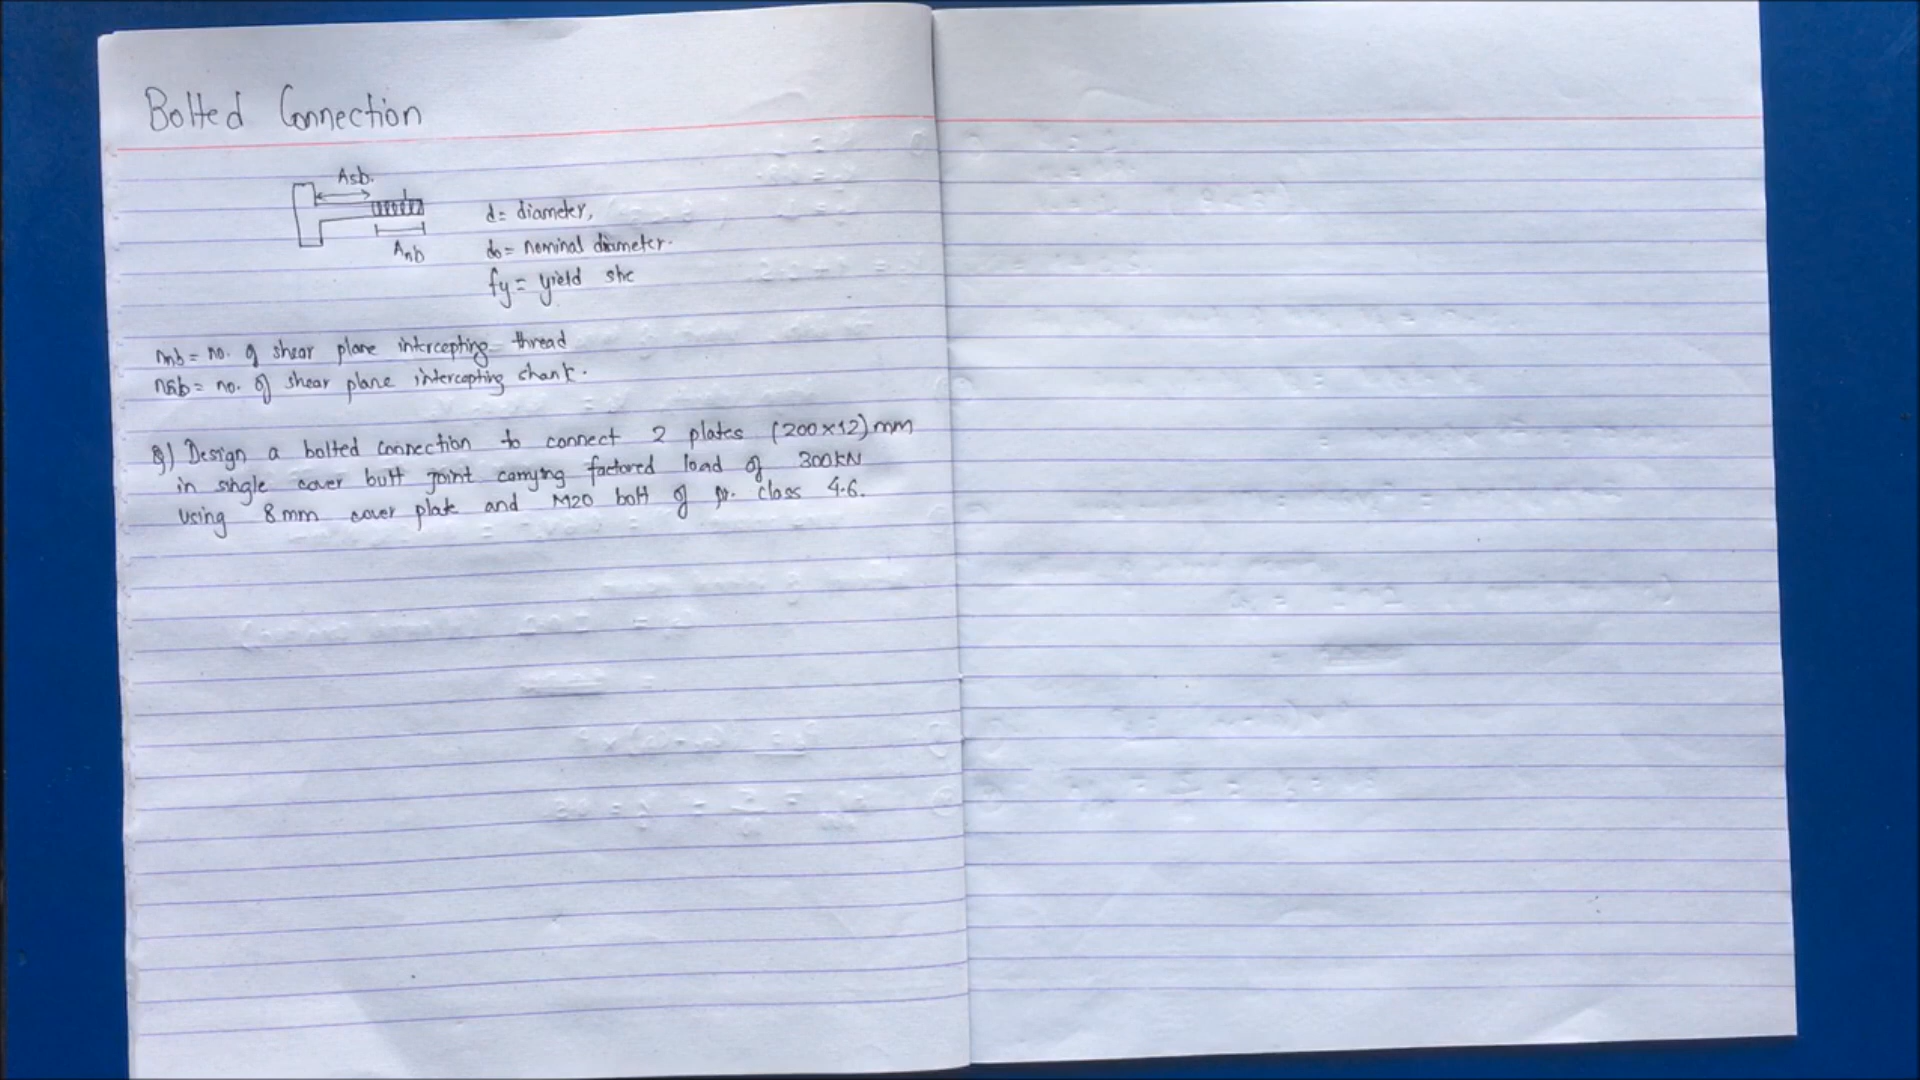 Bolted Connection
Asb.
Anb
d = diameter,
do = nominal diameter.
fy = yield stre
nnb = no. of shear plane intercepting thread
nsb = no. of shear plane intercepting shank.
Q) Design a bolted connection to connect 2 plates (200×12)mm
in single cover butt joint carrying factored load of 300kN
using 8mm cover plate and M20 bolt of pr. class 4.6.